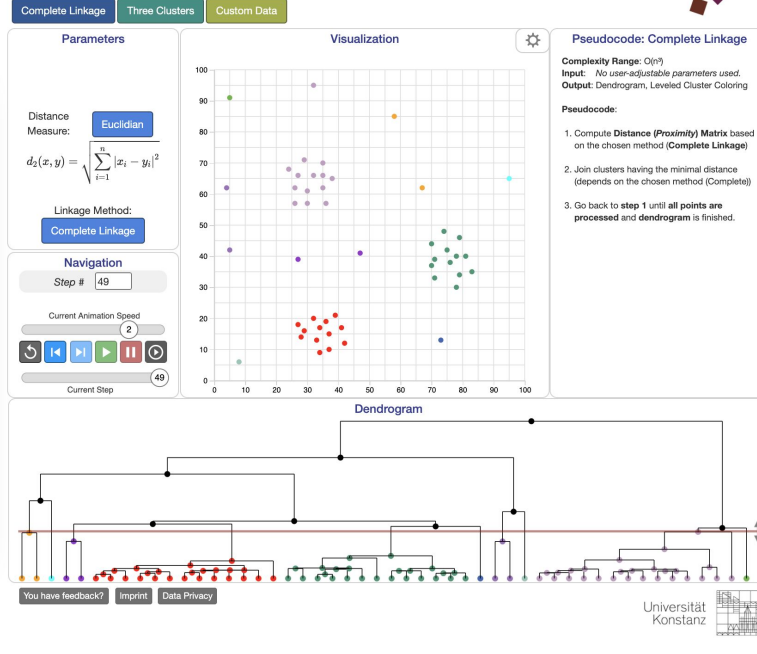 Complete Linkage
Three Clusters
Custom Data
Parameters
Distance
Measure:
Euclidian
d₂(x, y) = √ ∑ⁿᵢ₌₁ |xᵢ − yᵢ|²
Linkage Method:
Complete Linkage
Navigation
Step # 49
Current Animation Speed
2
49
Current Step
Visualization
100
90
80
70
60
50
40
30
20
10
0
0 10 20 30 40 50 60 70 80 90 100
Pseudocode: Complete Linkage
Complexity Range: O(n³)
Input: No user-adjustable parameters used.
Output: Dendrogram, Leveled Cluster Coloring
Pseudocode:
1. Compute Distance (Proximity) Matrix based
on the chosen method (Complete Linkage)
2. Join clusters having the minimal distance
(depends on the chosen method (Complete))
3. Go back to step 1 until all points are
processed and dendrogram is finished.
Dendrogram
You have feedback?
Imprint
Data Privacy
Universität
Konstanz